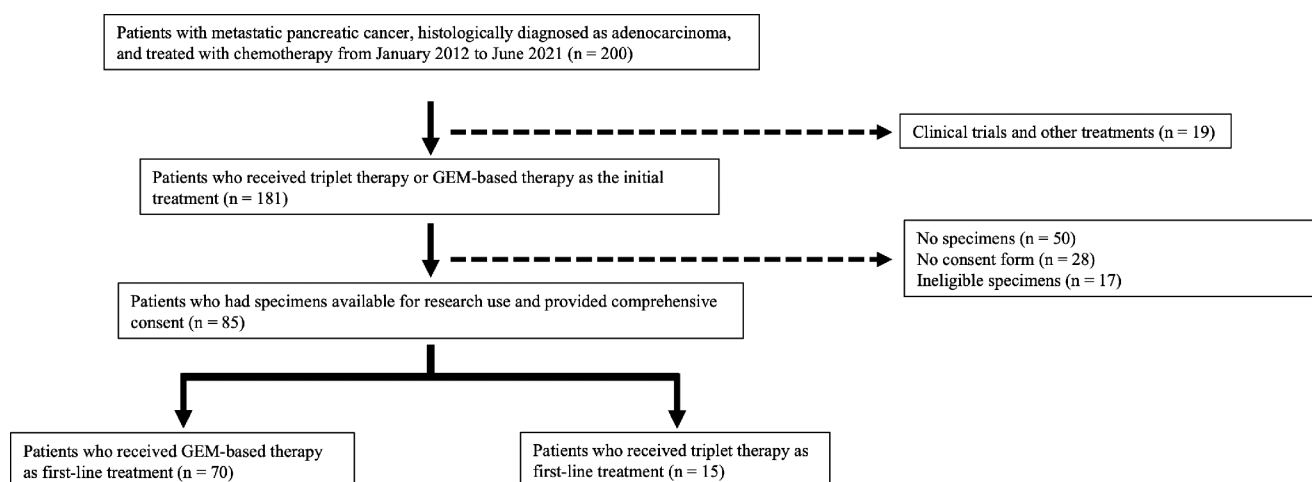 Patients with metastatic pancreatic cancer, histologically diagnosed as adenocarcinoma,
and treated with chemotherapy from January 2012 to June 2021 (n = 200)
Clinical trials and other treatments (n = 19)
Patients who received triplet therapy or GEM-based therapy as the initial
treatment (n = 181)
No specimens (n = 50)
No consent form (n = 28)
Ineligible specimens (n = 17)
Patients who had specimens available for research use and provided comprehensive
consent (n = 85)
Patients who received GEM-based therapy
as first-line treatment (n = 70)
Patients who received triplet therapy as
first-line treatment (n = 15)